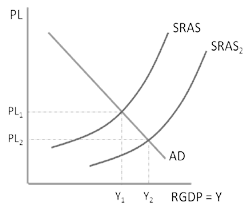 PL
SRAS
SRAS₂
PL₁
PL₂
AD
Y₁ Y₂ RGDP = Y